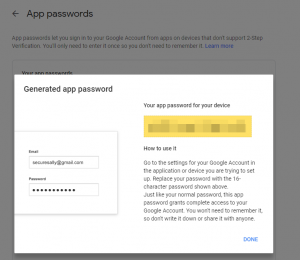 App passwords
App passwords let you sign in to your Google Account from apps on devices that don't support 2-Step
Verification. You'll only need to enter it once so you don't need to remember it. Learn more
Your app passwords
Generated app password
Your app password for your device
Email
securesally@gmail.com
Password
How to use it
Go to the settings for your Google Account in
the application or device you are trying to
set up. Replace your password with the 16-
character password shown above.
Just like your normal password, this app
password grants complete access to your
Google Account. You won't need to remember it,
so don't write it down or share it with anyone.
DONE